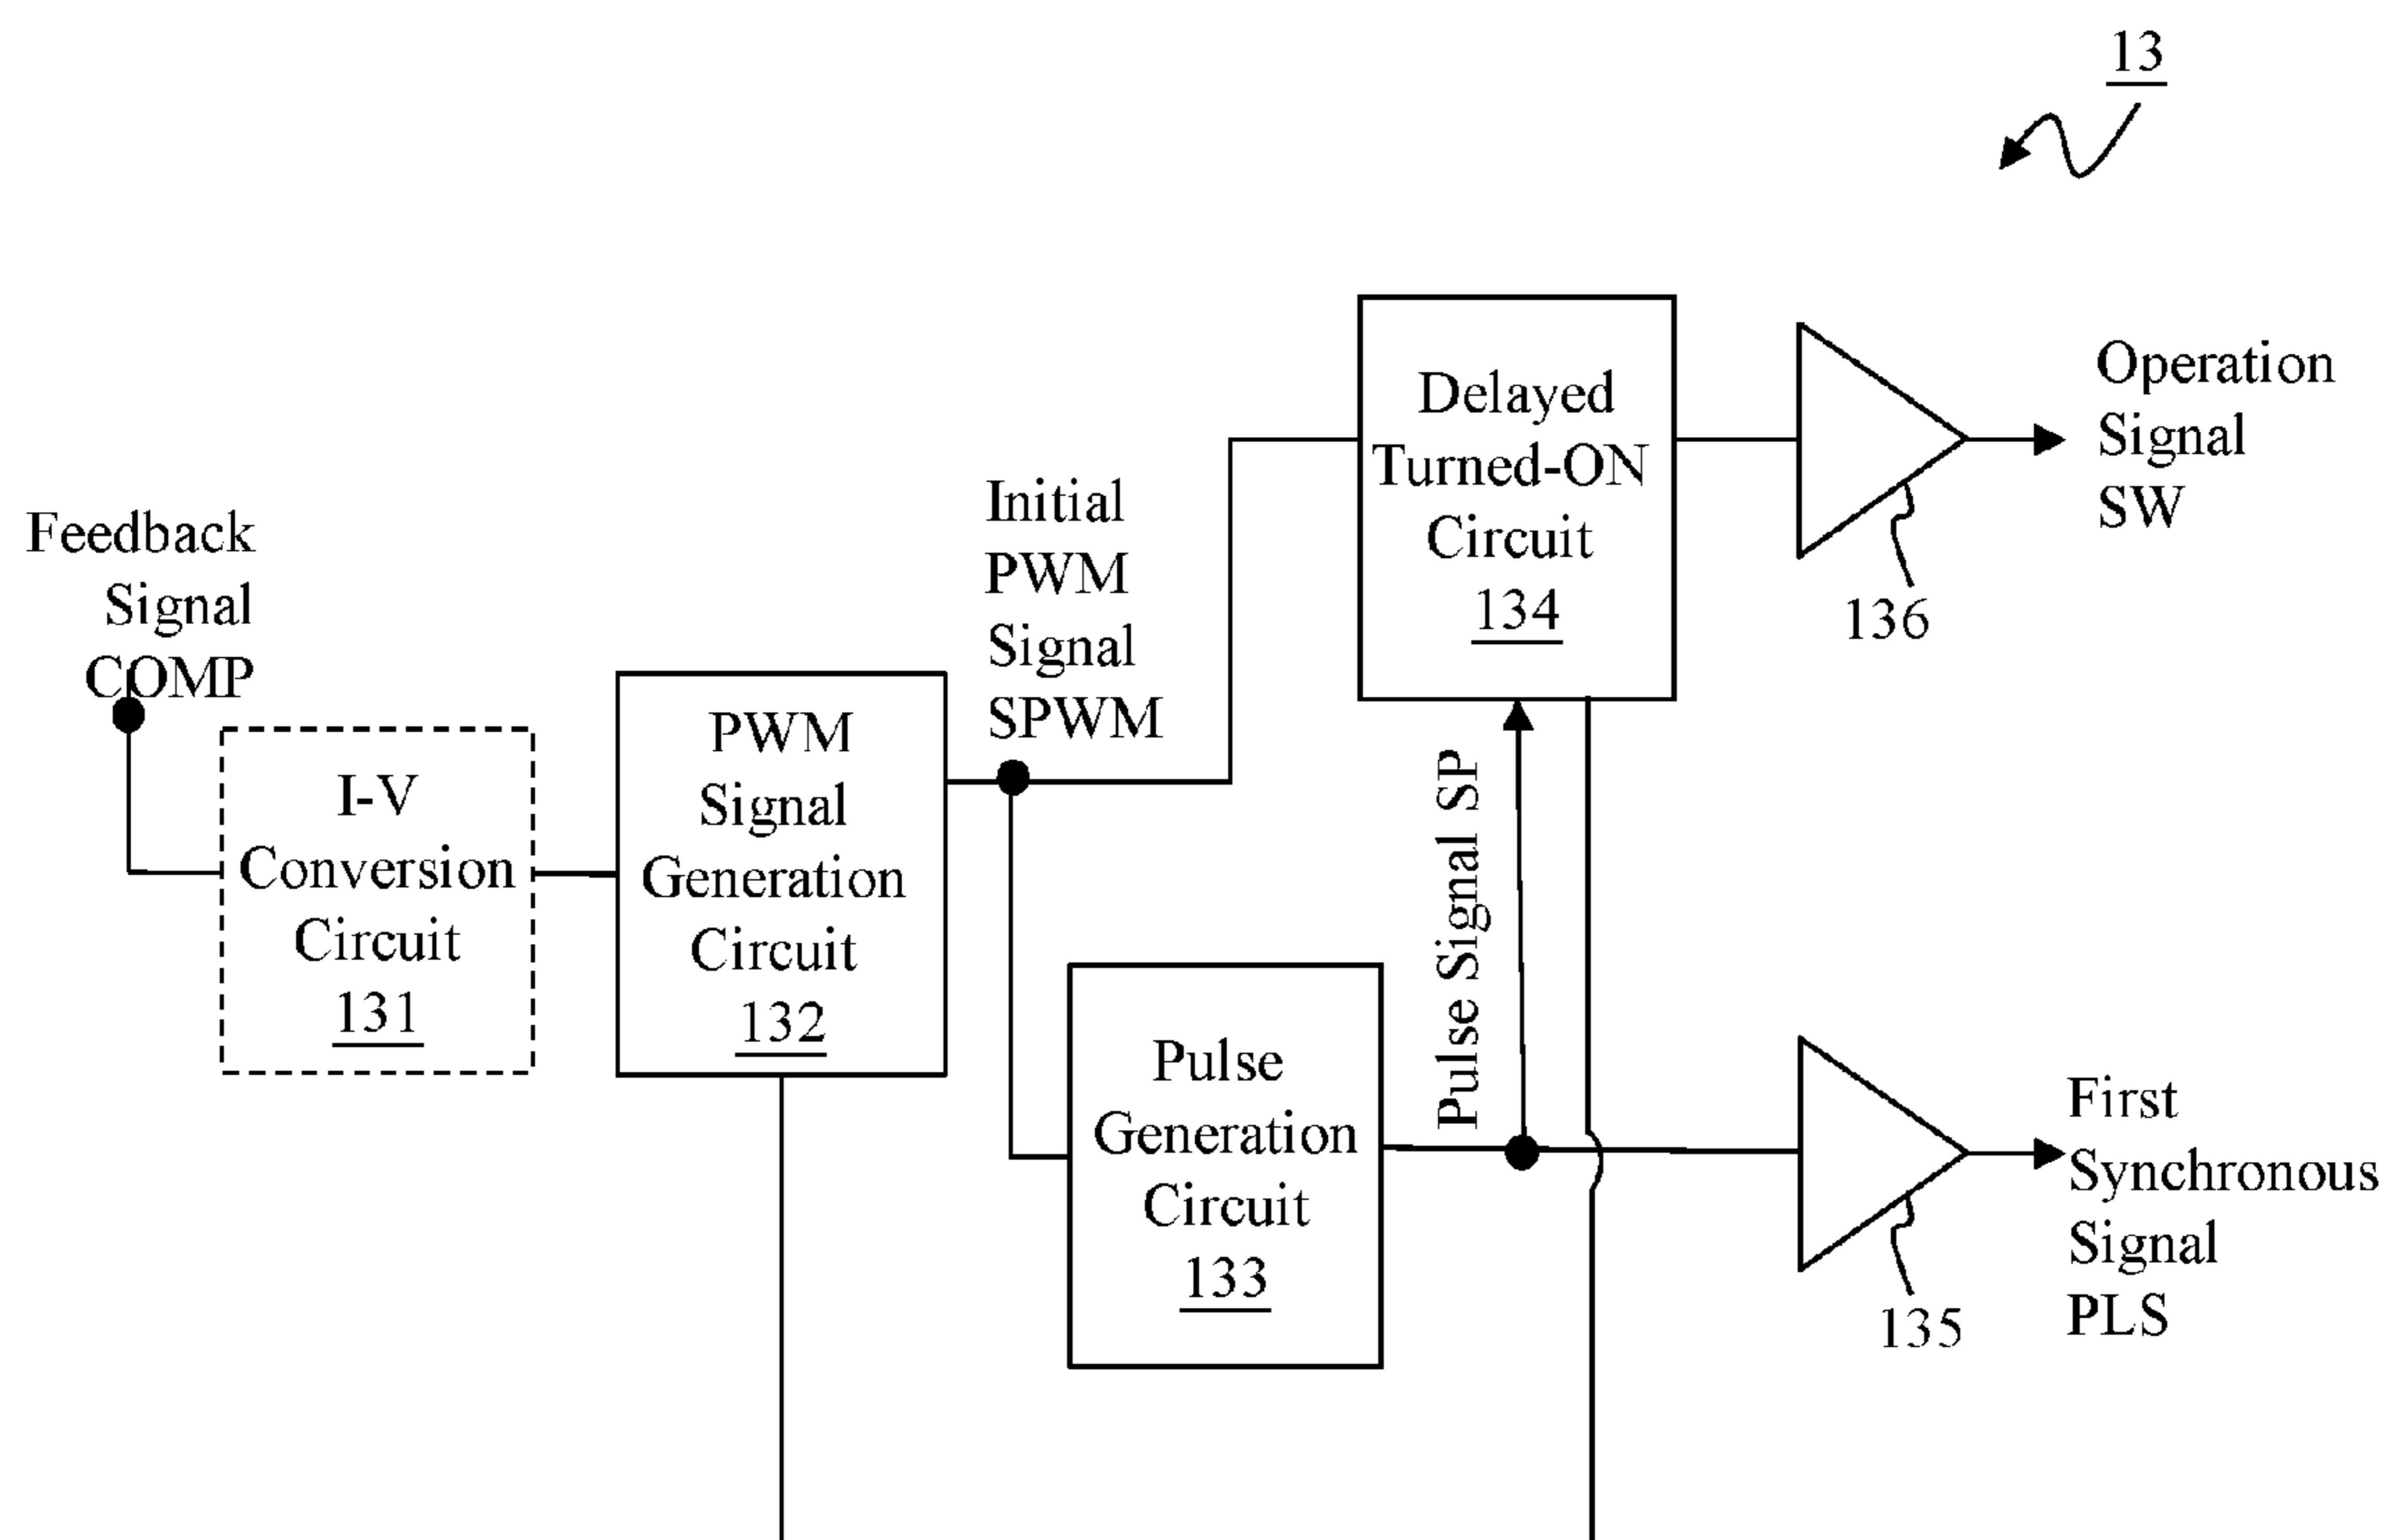 13
Feedback
Signal
COMP
I-V
Conversion
Circuit
131
PWM
Signal
Generation
Circuit
132
Initial
PWM
Signal
SPWM
Delayed
Turned-ON
Circuit
134
136
Operation
Signal
SW
Pulse Signal SP
Pulse
Generation
Circuit
133
135
First
Synchronous
Signal
PLS